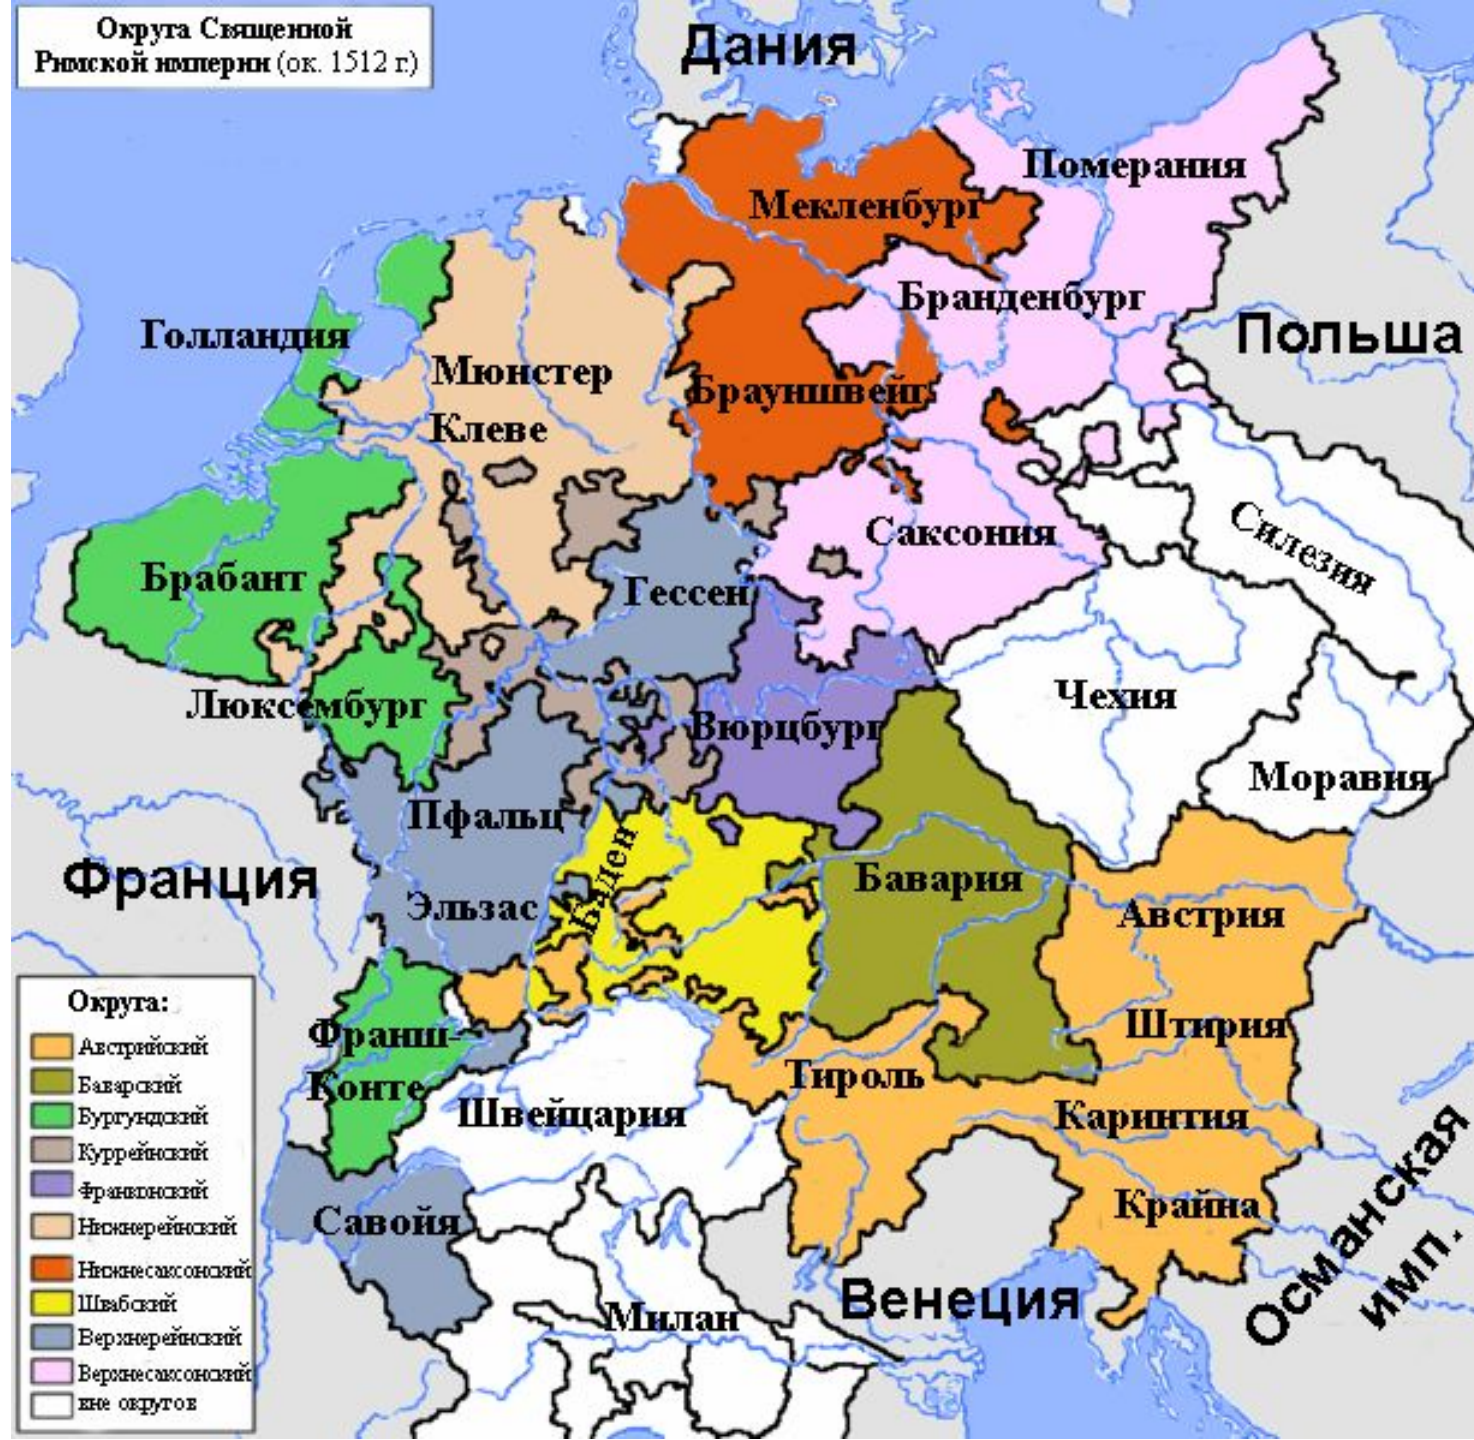 Округа Священной
Римской империи (ок. 1512 г.)
Дания
Померания
Мекленбург
Бранденбург
Голландия
Польша
Мюнстер
Брауншвейг
Клеве
Саксония
Силезия
Брабант
Гессен
Чехия
Люксембург
Вюрцбург
Моравия
Пфальц
Баден
Франция
Бавария
Эльзас
Австрия
Округа:
Австрийский
Баварский
Бургундский
Куррейнский
Франконский
Нижнерейнский
Нижнесаксонский
Швабский
Верхнерейнский
Верхнесаксонский
вне округов
Франш-
Конте
Штирия
Тироль
Швейцария
Каринтия
Крайна
Савойя
Османская
имп.
Венеция
Милан